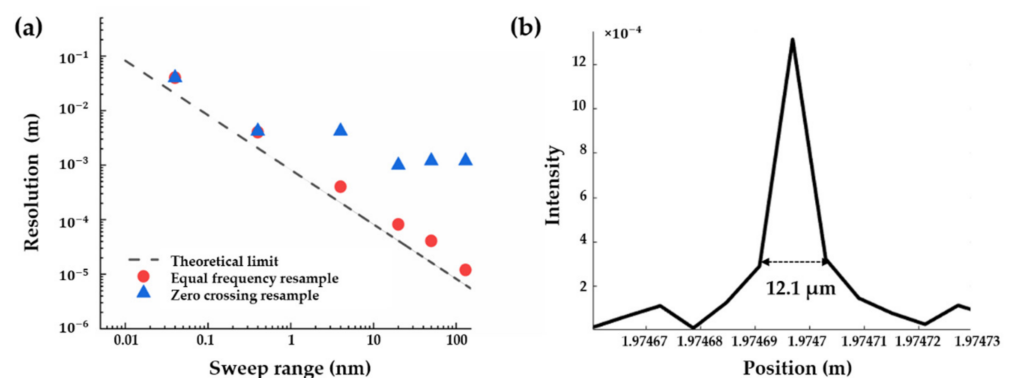 (a)
Resolution (m)
10⁻¹
10⁻²
10⁻³
10⁻⁴
10⁻⁵
10⁻⁶
Theoretical limit
Equal frequency resample
Zero crossing resample
0.01 0.1 1 10 100
Sweep range (nm)
(b)
×10⁻⁴
Intensity
12
10
8
6
4
2
12.1 μm
1.97467 1.97468 1.97469 1.9747 1.97471 1.97472 1.97473
Position (m)